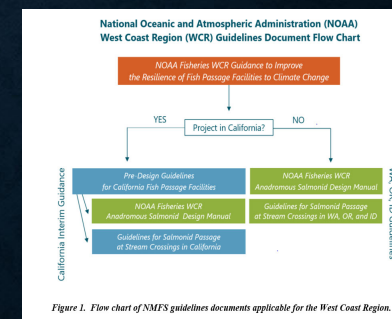 National Oceanic and Atmospheric Administration (NOAA)
West Coast Region (WCR) Guidelines Document Flow Chart
NOAA Fisheries WCR Guidance to Improve
the Resilience of Fish Passage Facilities to Climate Change
YES
Project in California?
NO
California Interim Guidance
Pre-Design Guidelines
for California Fish Passage Facilities
NOAA Fisheries WCR
Anadromous Salmonid Design Manual
Guidelines for Salmonid Passage
at Stream Crossings in California
NOAA Fisheries WCR
Anadromous Salmonid Design Manual
Guidelines for Salmonid Passage
at Stream Crossings in WA, OR, and ID
Figure 1. Flow chart of NMFS guidelines documents applicable for the West Coast Region.